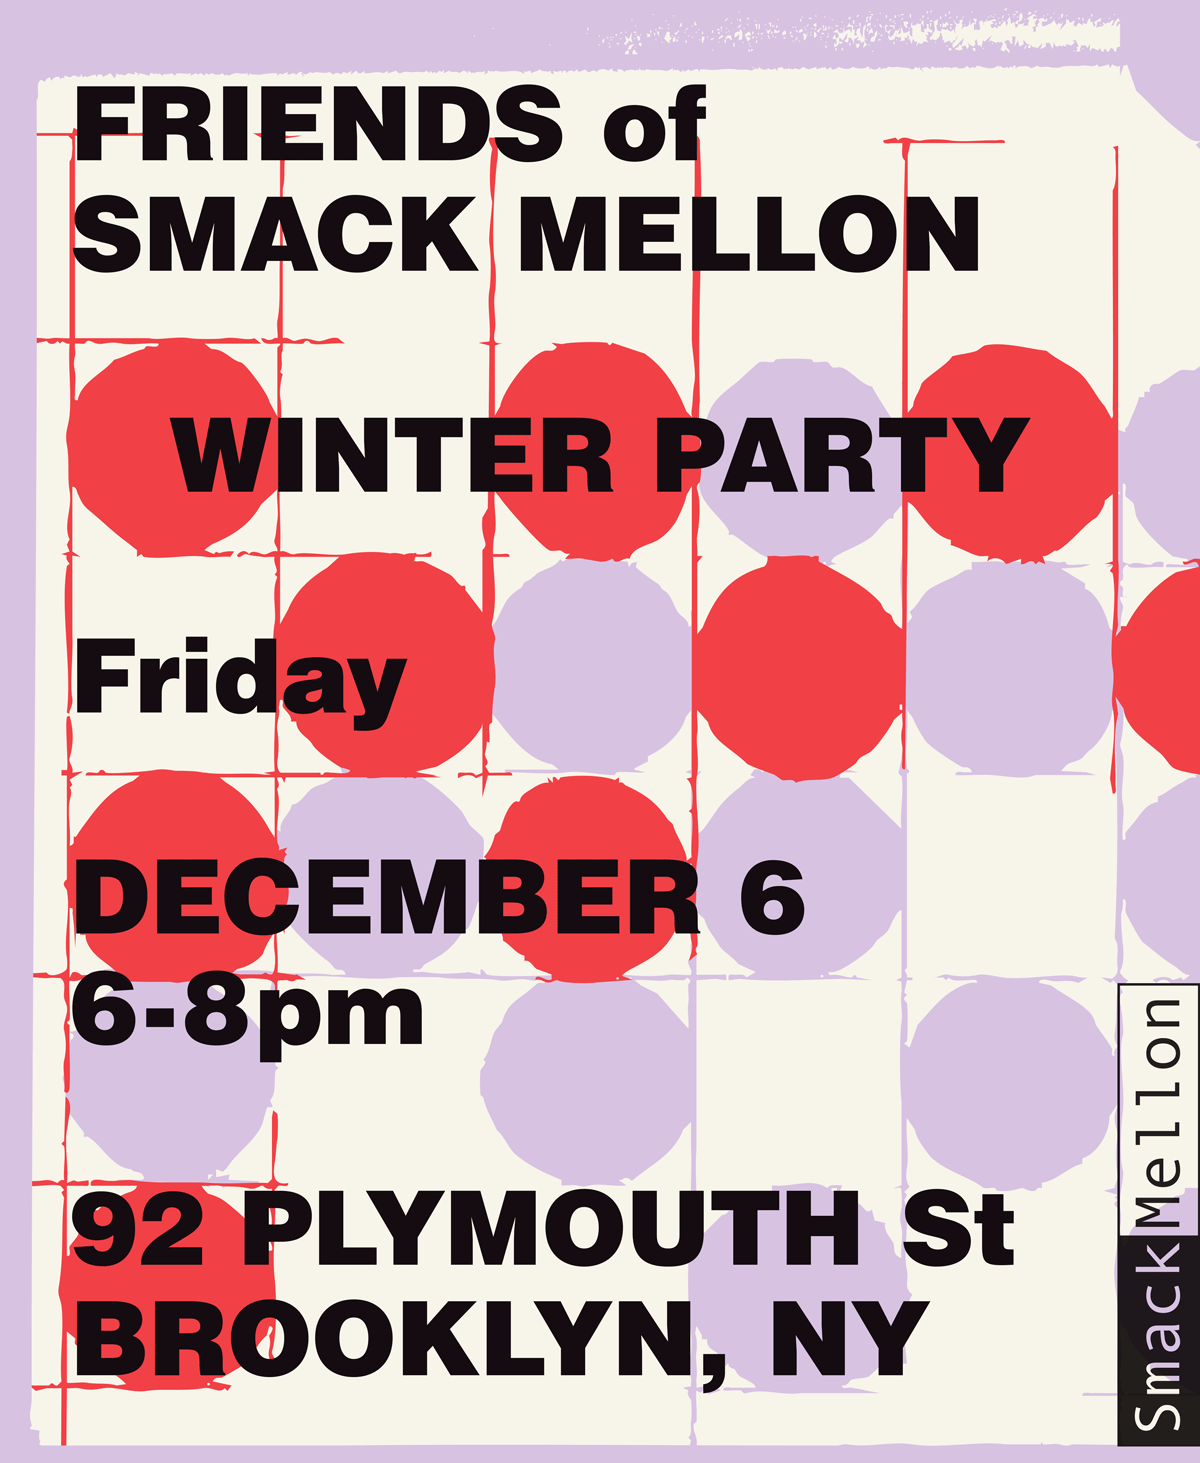 FRIENDS of
SMACK MELLON
WINTER PARTY
Friday
DECEMBER 6
6-8pm
92 PLYMOUTH St
BROOKLYN, NY
SmackMellon